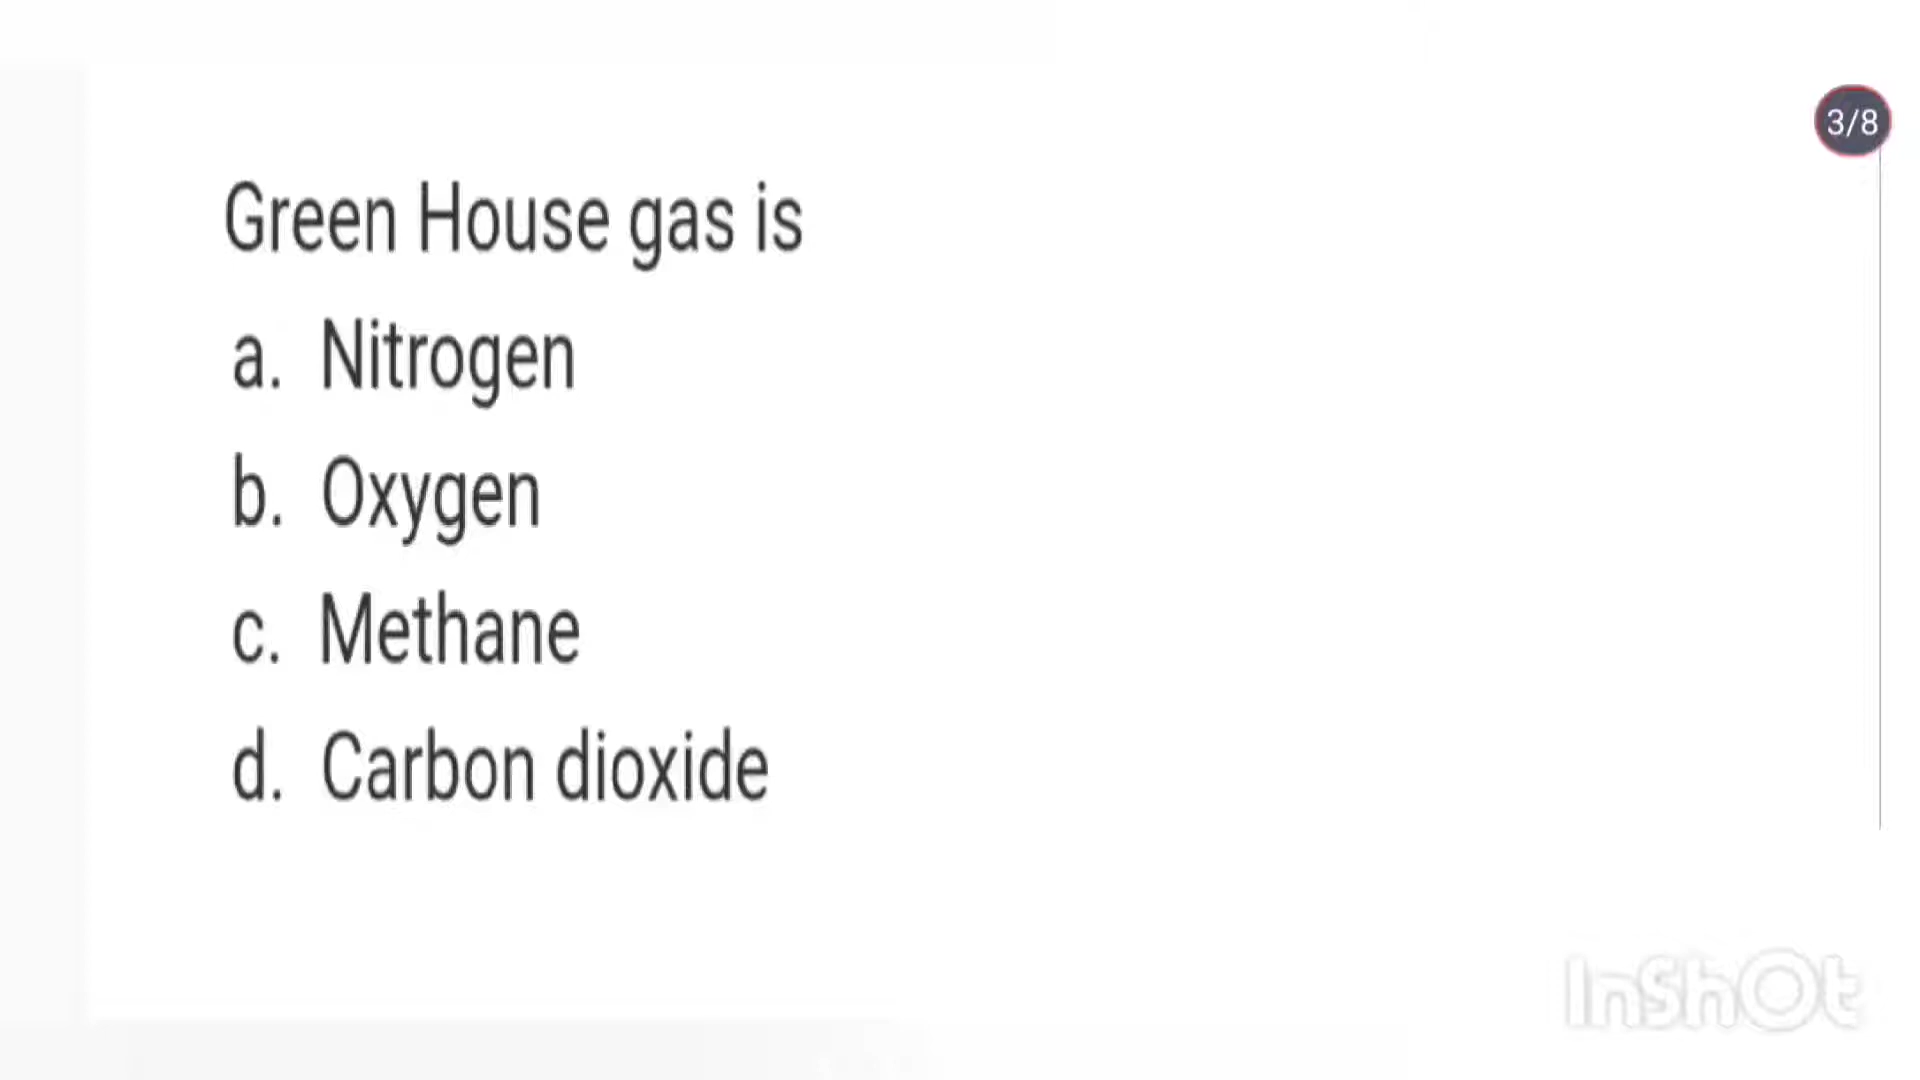 3/8
Green House gas is
a. Nitrogen
b. Oxygen
c. Methane
d. Carbon dioxide
InShOt